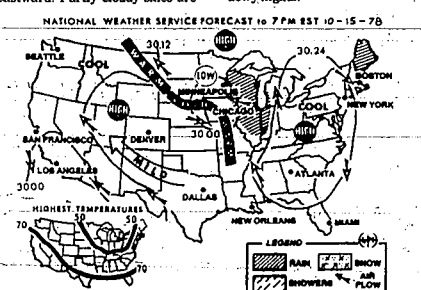 eastward. Partly cloudy skies are
NATIONAL WEATHER SERVICE FORECAST to 7 PM EST 10-15-78
30.12
HIGH
30.24
SEATTLE
COOL
WARM
LOW
MINNEAPOLIS
BOSTON
HIGH
CHICAGO
COOL
NEW YORK
30.00
HIGH
SAN FRANCISCO
DENVER
MILD
LOS ANGELES
ATLANTA
30.00
DALLAS
HIGHEST TEMPERATURES
NEW ORLEANS
MIAMI
50
50
70
70
LEGEND
RAIN
SNOW
SHOWERS
AIR
FLOW